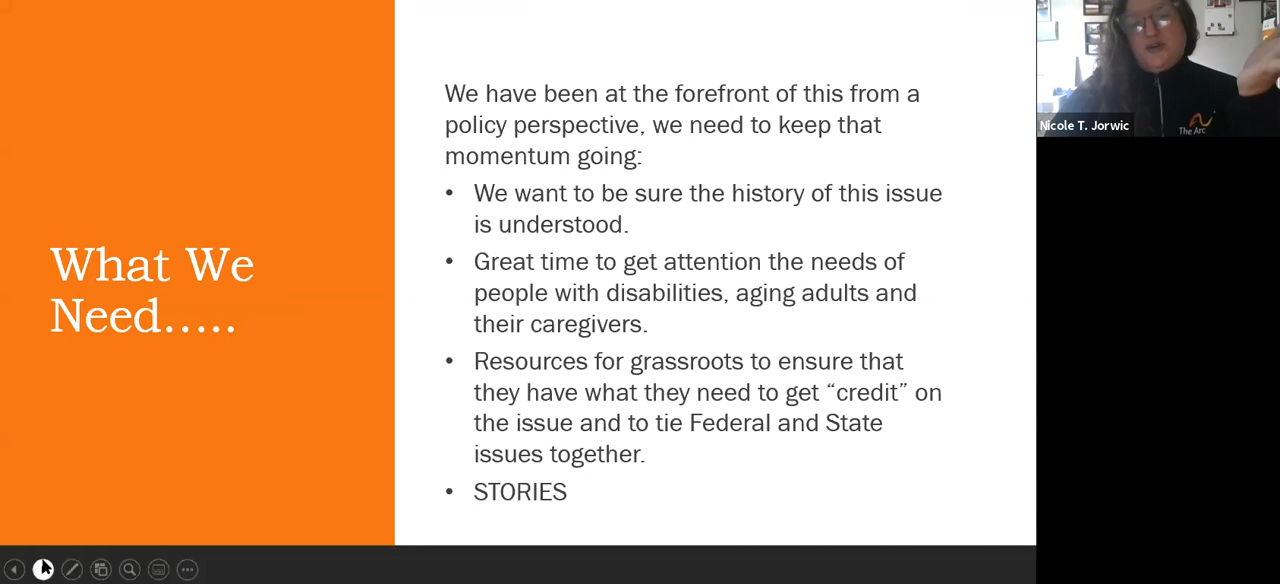 What We
Need.....
We have been at the forefront of this from a
policy perspective, we need to keep that
momentum going:
• We want to be sure the history of this issue
is understood.
• Great time to get attention the needs of
people with disabilities, aging adults and
their caregivers.
• Resources for grassroots to ensure that
they have what they need to get “credit” on
the issue and to tie Federal and State
issues together.
• STORIES
Nicole T. Jorwic
The Arc